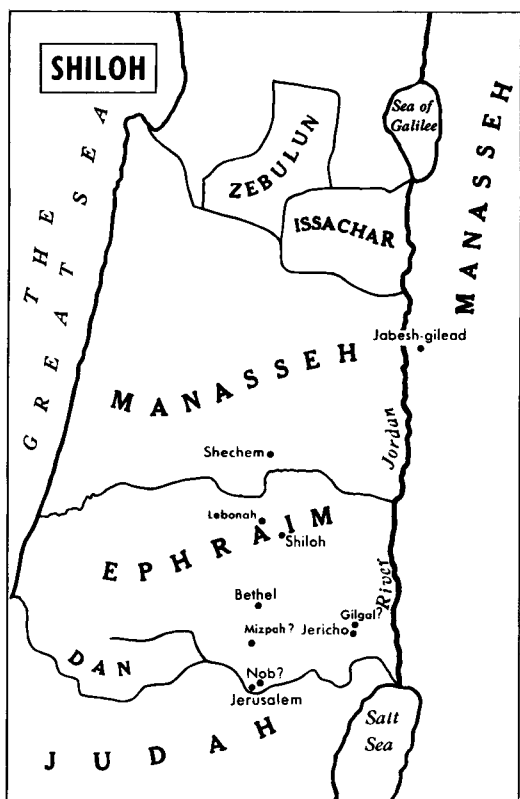 SHILOH
THE
GREAT SEA
ZEBULUN
Sea of
Galilee
MANASSEH
ISSACHAR
Jabesh-gilead
MANASSEH
Jordan
River
Shechem
Lebonah
Shiloh
EPHRAIM
Bethel
Gilgal?
Mizpah?
Jericho
DAN
Nob?
Jerusalem
Salt
Sea
JUDAH